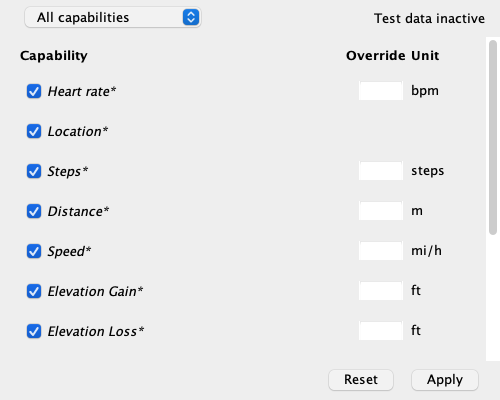 All capabilities
Test data inactive
Capability Override Unit
Heart rate* bpm
Location*
Steps* steps
Distance* m
Speed* mi/h
Elevation Gain* ft
Elevation Loss* ft
Reset Apply